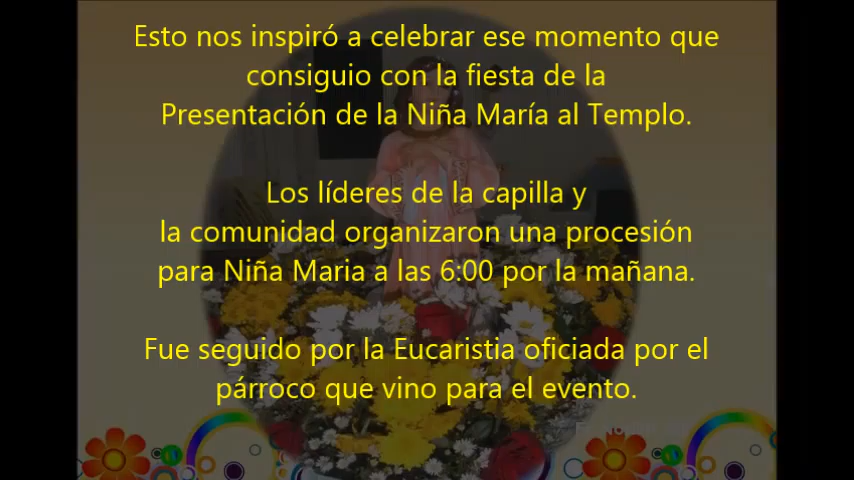 Esto nos inspiró a celebrar ese momento que
consiguio con la fiesta de la
Presentación de la Niña María al Templo.
Los líderes de la capilla y
la comunidad organizaron una procesión
para Niña Maria a las 6:00 por la mañana.
Fue seguido por la Eucaristia oficiada por el
párroco que vino para el evento.